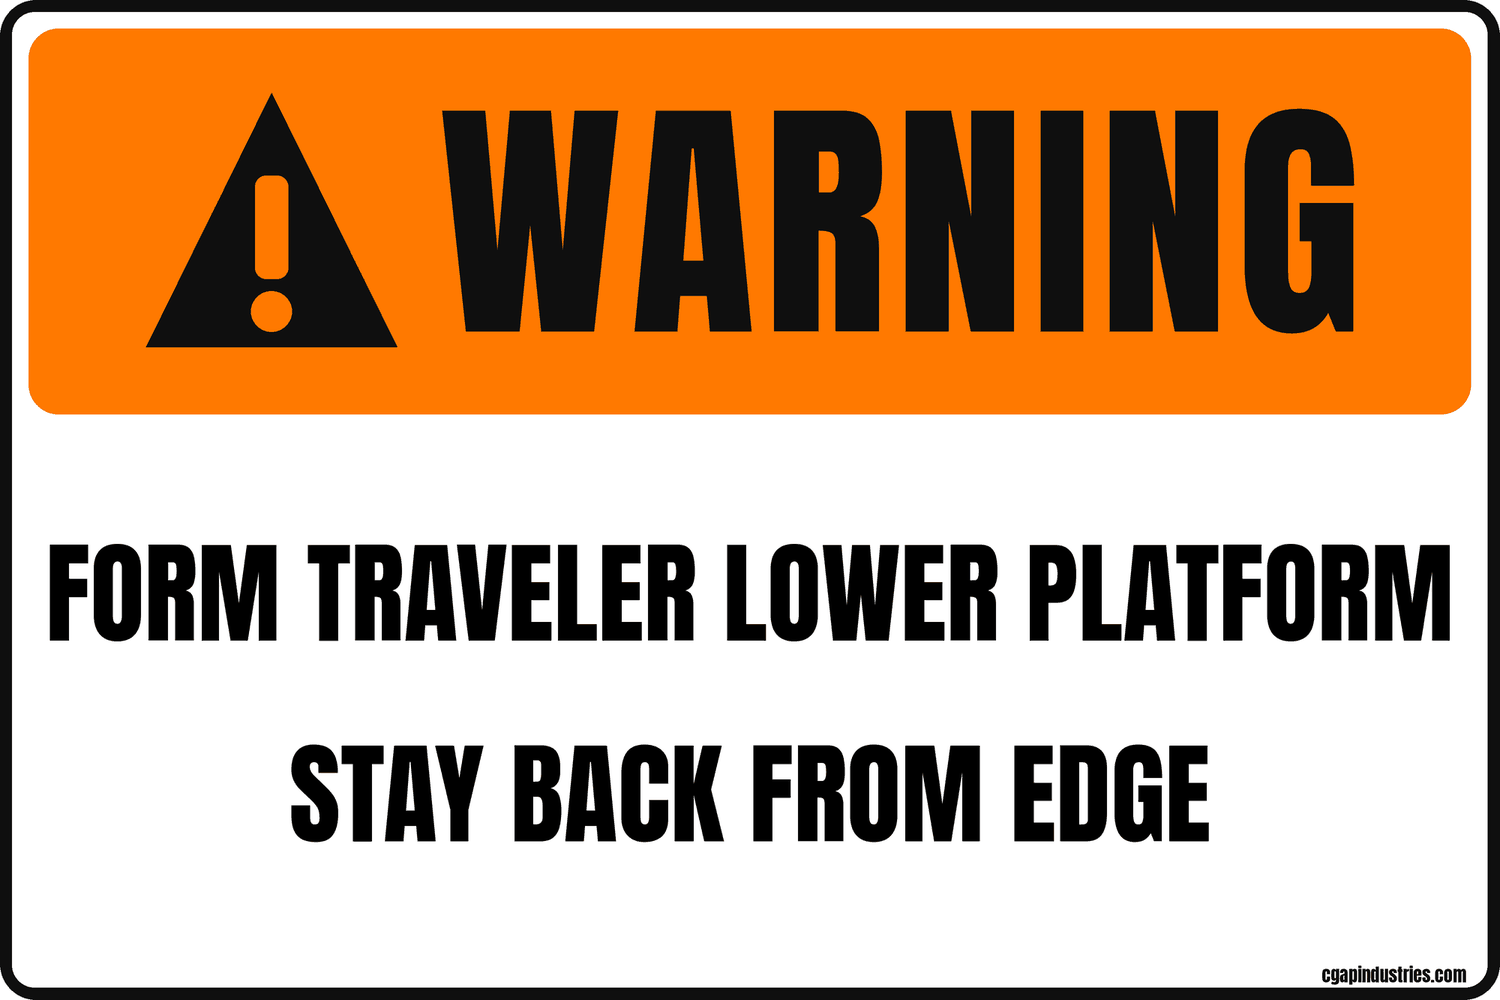 WARNING
FORM TRAVELER LOWER PLATFORM
STAY BACK FROM EDGE
cgapindustries.com